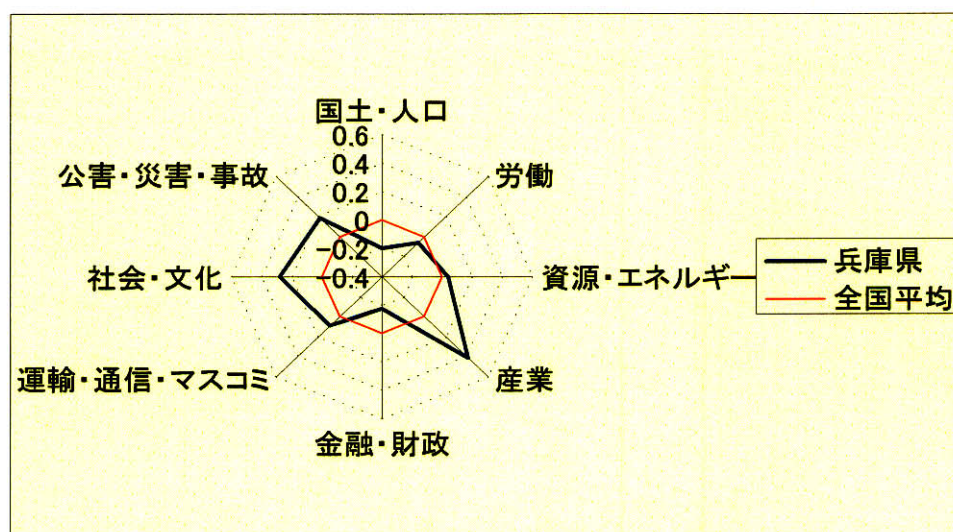 国土・人口
0.6
0.4
0.2
0
-0.2
-0.4
公害・災害・事故
労働
社会・文化
資源・エネルギー
運輸・通信・マスコミ
産業
金融・財政
兵庫県
全国平均